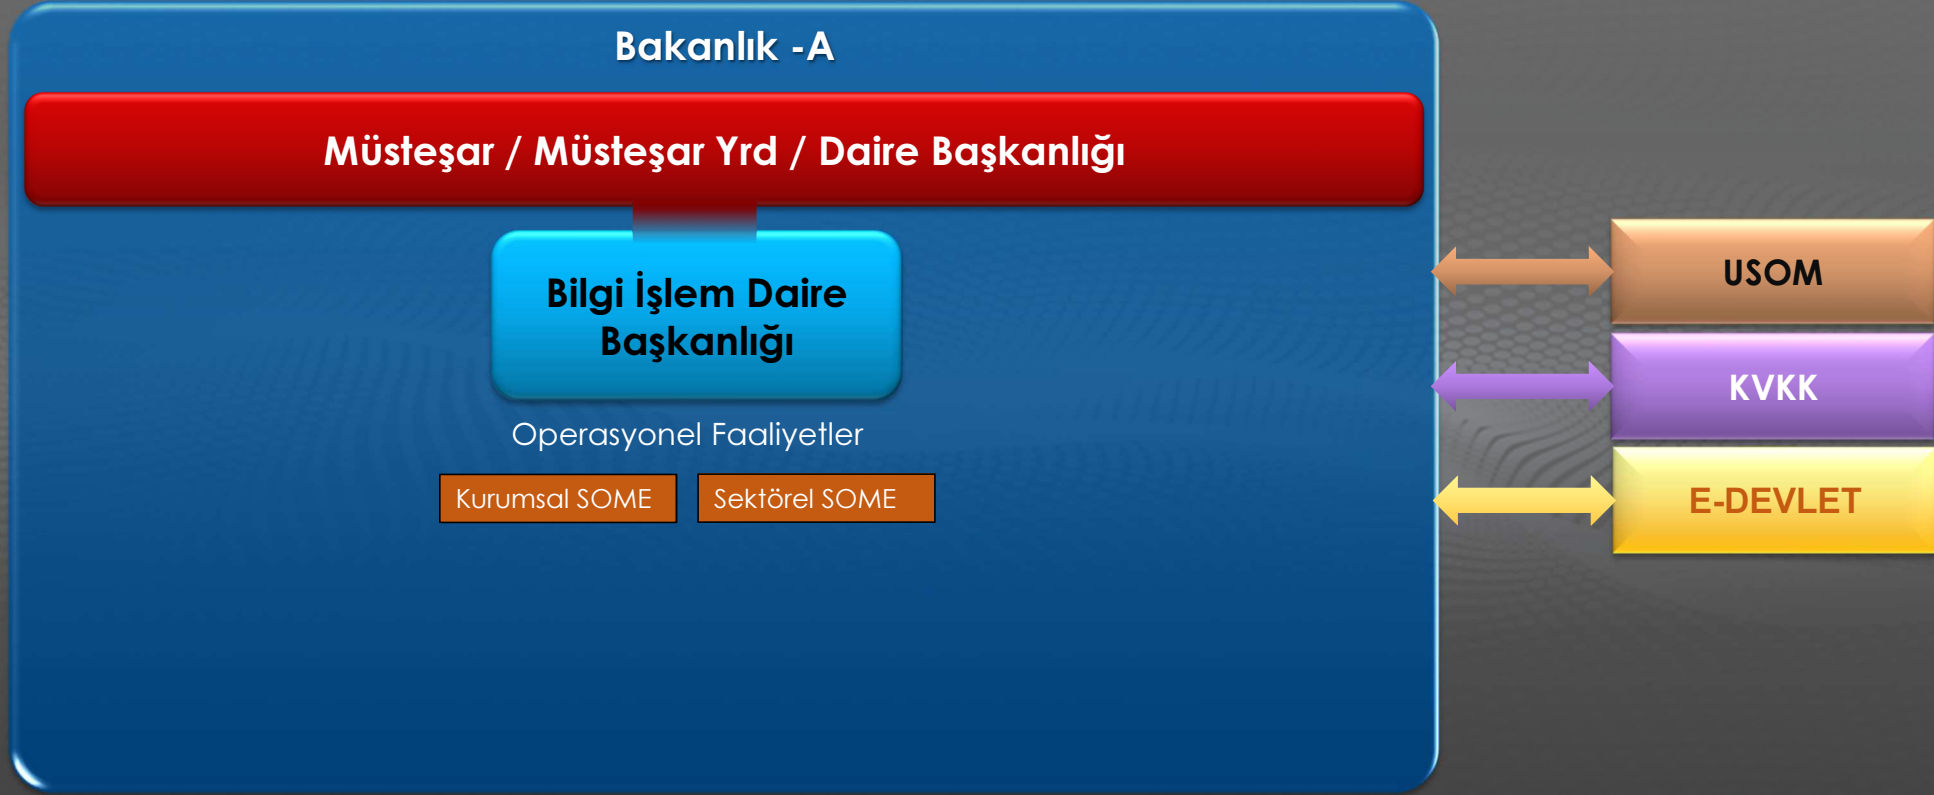 Bakanlık -A
Müsteşar / Müsteşar Yrd / Daire Başkanlığı
Bilgi İşlem Daire
Başkanlığı
Operasyonel Faaliyetler
Kurumsal SOME
Sektörel SOME
USOM
KVKK
E-DEVLET